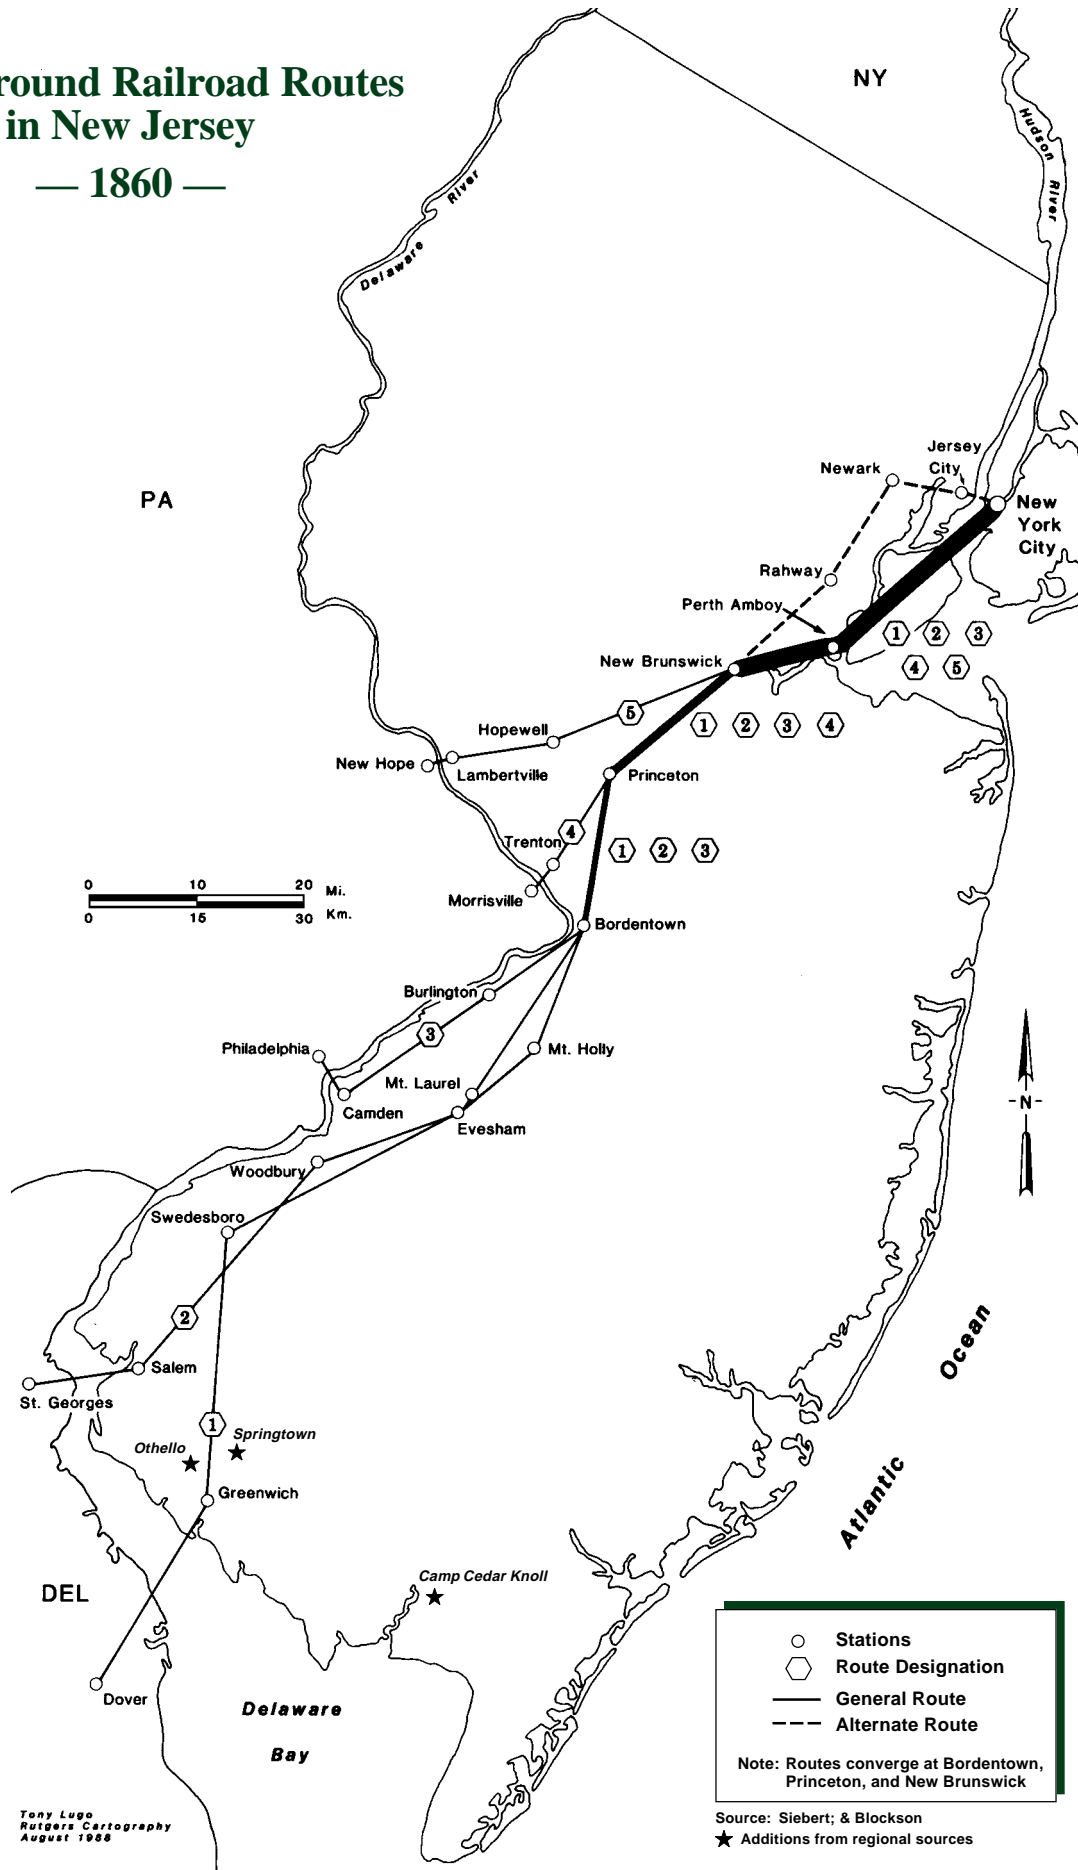 round Railroad Routes
in New Jersey
— 1860 —
NY
Hudson
River
Delaware
River
PA
Jersey
City
Newark
New
York
City
Rahway
Perth Amboy
1 2 3
4 5
New Brunswick
5
1 2 3 4
Hopewell
New Hope
Lambertville
Princeton
4
Trenton
1 2 3
0 10 20 Mi.
0 15 30 Km.
Morrisville
Bordentown
Burlington
3
Philadelphia
Mt. Holly
Mt. Laurel
Camden
Evesham
-N-
Woodbury
Swedesboro
2
Salem
St. Georges
1
Springtown
Othello
Greenwich
Atlantic
Ocean
Camp Cedar Knoll
DEL
Dover
Delaware
Bay
Stations
Route Designation
General Route
Alternate Route
Note: Routes converge at Bordentown,
Princeton, and New Brunswick
Source: Siebert; & Blockson
★ Additions from regional sources
Tony Lugo
Rutgers Cartography
August 1988